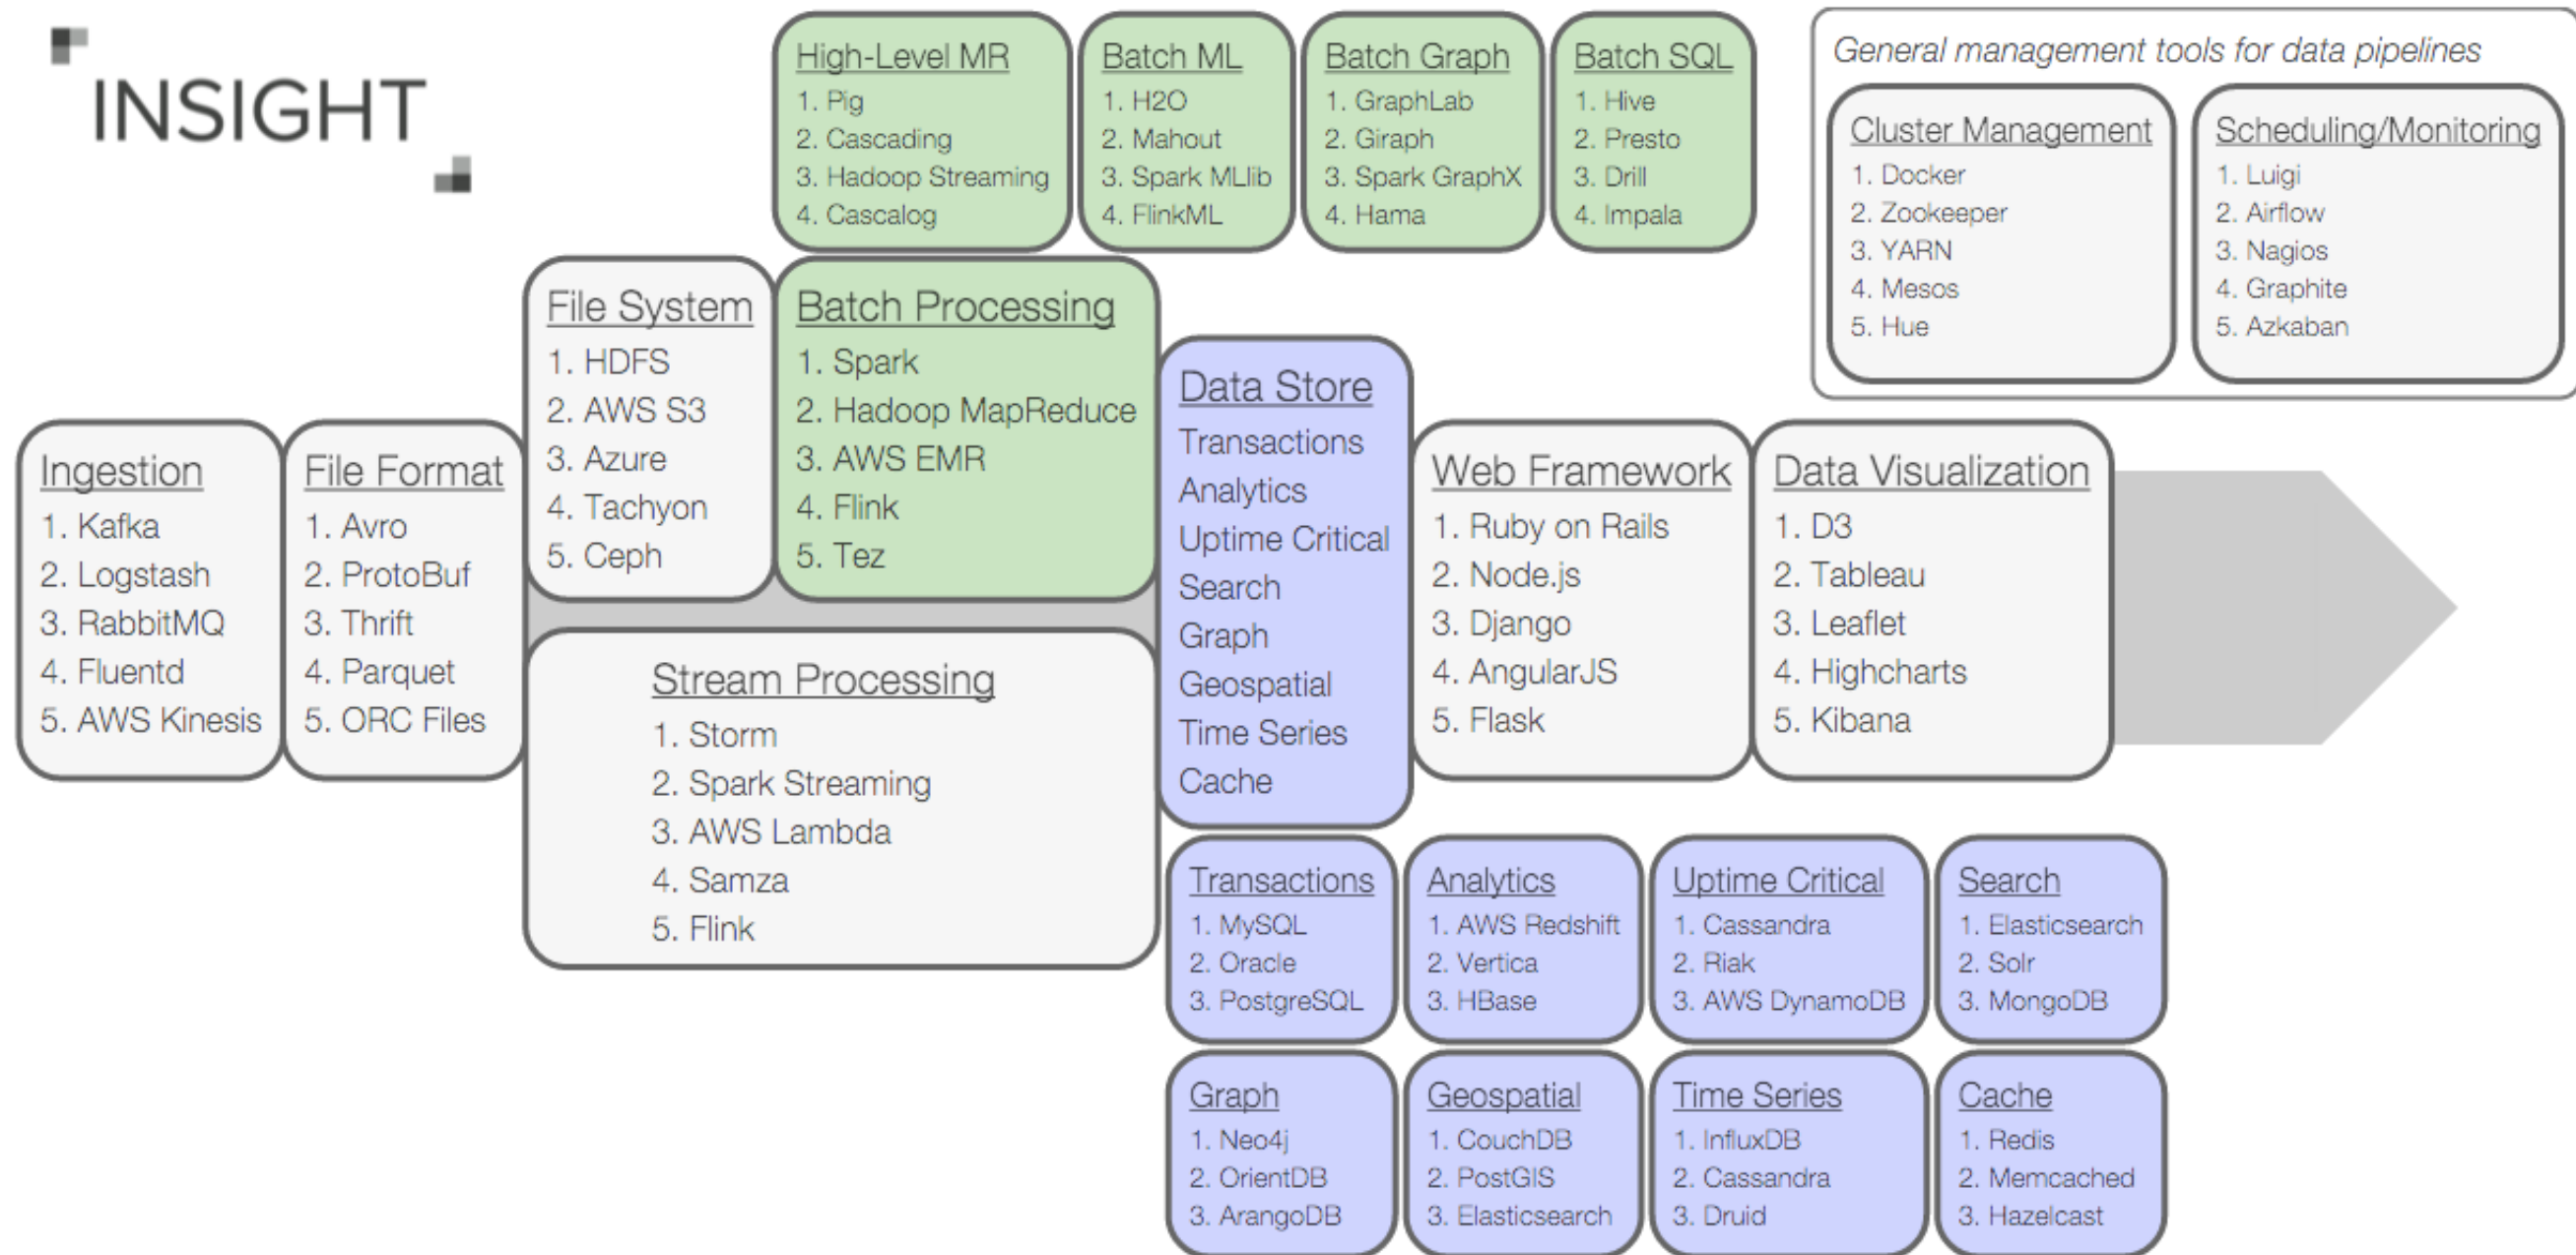 INSIGHT
High-Level MR
1. Pig
2. Cascading
3. Hadoop Streaming
4. Cascalog
Batch ML
1. H2O
2. Mahout
3. Spark MLlib
4. FlinkML
Batch Graph
1. GraphLab
2. Giraph
3. Spark GraphX
4. Hama
Batch SQL
1. Hive
2. Presto
3. Drill
4. Impala
General management tools for data pipelines
Cluster Management
1. Docker
2. Zookeeper
3. YARN
4. Mesos
5. Hue
Scheduling/Monitoring
1. Luigi
2. Airflow
3. Nagios
4. Graphite
5. Azkaban
Ingestion
1. Kafka
2. Logstash
3. RabbitMQ
4. Fluentd
5. AWS Kinesis
File Format
1. Avro
2. ProtoBuf
3. Thrift
4. Parquet
5. ORC Files
File System
1. HDFS
2. AWS S3
3. Azure
4. Tachyon
5. Ceph
Batch Processing
1. Spark
2. Hadoop MapReduce
3. AWS EMR
4. Flink
5. Tez
Stream Processing
1. Storm
2. Spark Streaming
3. AWS Lambda
4. Samza
5. Flink
Data Store
Transactions
Analytics
Uptime Critical
Search
Graph
Geospatial
Time Series
Cache
Web Framework
1. Ruby on Rails
2. Node.js
3. Django
4. AngularJS
5. Flask
Data Visualization
1. D3
2. Tableau
3. Leaflet
4. Highcharts
5. Kibana
Transactions
1. MySQL
2. Oracle
3. PostgreSQL
Analytics
1. AWS Redshift
2. Vertica
3. HBase
Uptime Critical
1. Cassandra
2. Riak
3. AWS DynamoDB
Search
1. Elasticsearch
2. Solr
3. MongoDB
Graph
1. Neo4j
2. OrientDB
3. ArangoDB
Geospatial
1. CouchDB
2. PostGIS
3. Elasticsearch
Time Series
1. InfluxDB
2. Cassandra
3. Druid
Cache
1. Redis
2. Memcached
3. Hazelcast